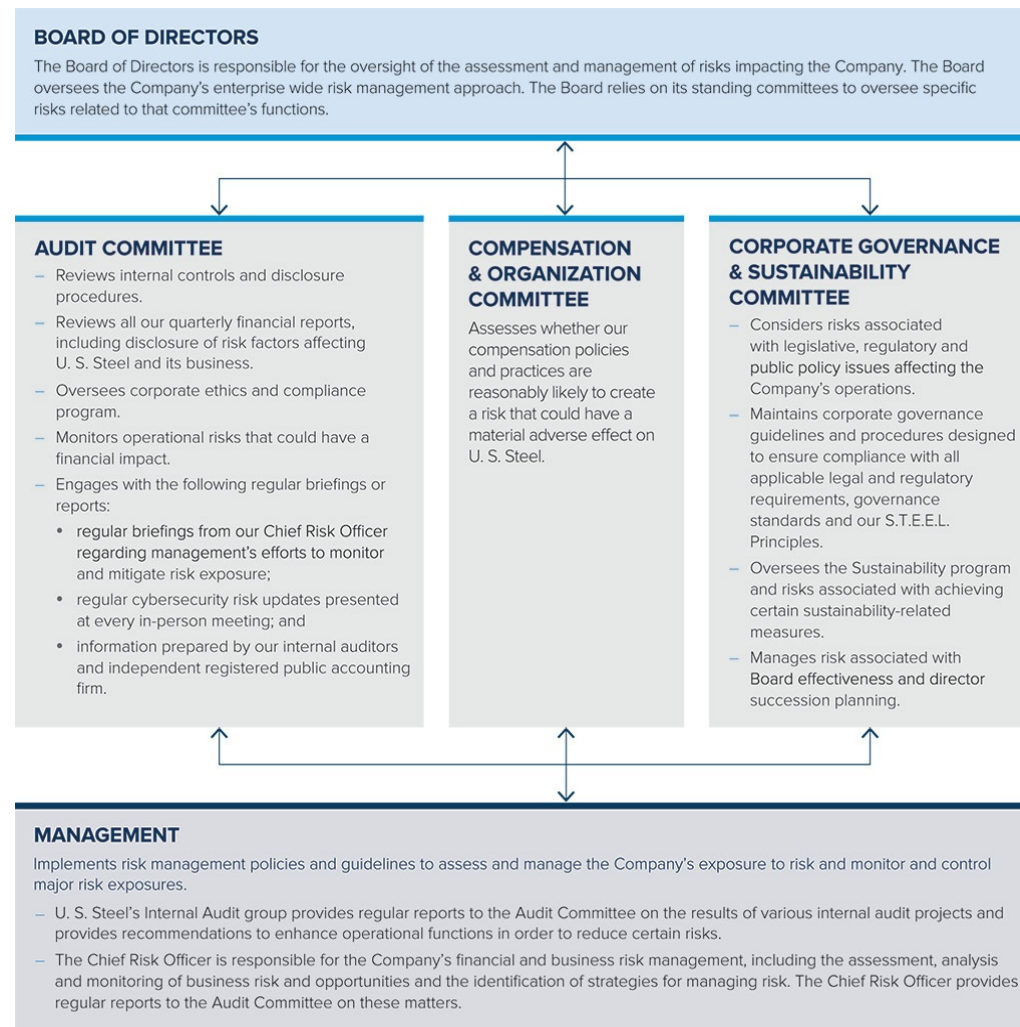 BOARD OF DIRECTORS
The Board of Directors is responsible for the oversight of the assessment and management of risks impacting the Company. The Board
oversees the Company’s enterprise wide risk management approach. The Board relies on its standing committees to oversee specific
risks related to that committee’s functions.
AUDIT COMMITTEE
– Reviews internal controls and disclosure
procedures.
– Reviews all our quarterly financial reports,
including disclosure of risk factors affecting
U. S. Steel and its business.
– Oversees corporate ethics and compliance
program.
– Monitors operational risks that could have a
financial impact.
– Engages with the following regular briefings or
reports:
• regular briefings from our Chief Risk Officer
regarding management’s efforts to monitor
and mitigate risk exposure;
• regular cybersecurity risk updates presented
at every in-person meeting; and
• information prepared by our internal auditors
and independent registered public accounting
firm.
COMPENSATION
& ORGANIZATION
COMMITTEE
Assesses whether our
compensation policies
and practices are
reasonably likely to create
a risk that could have a
material adverse effect on
U. S. Steel.
CORPORATE GOVERNANCE
& SUSTAINABILITY
COMMITTEE
– Considers risks associated
with legislative, regulatory and
public policy issues affecting the
Company’s operations.
– Maintains corporate governance
guidelines and procedures designed
to ensure compliance with all
applicable legal and regulatory
requirements, governance
standards and our S.T.E.E.L.
Principles.
– Oversees the Sustainability program
and risks associated with achieving
certain sustainability-related
measures.
– Manages risk associated with
Board effectiveness and director
succession planning.
MANAGEMENT
Implements risk management policies and guidelines to assess and manage the Company’s exposure to risk and monitor and control
major risk exposures.
– U. S. Steel’s Internal Audit group provides regular reports to the Audit Committee on the results of various internal audit projects and
provides recommendations to enhance operational functions in order to reduce certain risks.
– The Chief Risk Officer is responsible for the Company’s financial and business risk management, including the assessment, analysis
and monitoring of business risk and opportunities and the identification of strategies for managing risk. The Chief Risk Officer provides
regular reports to the Audit Committee on these matters.